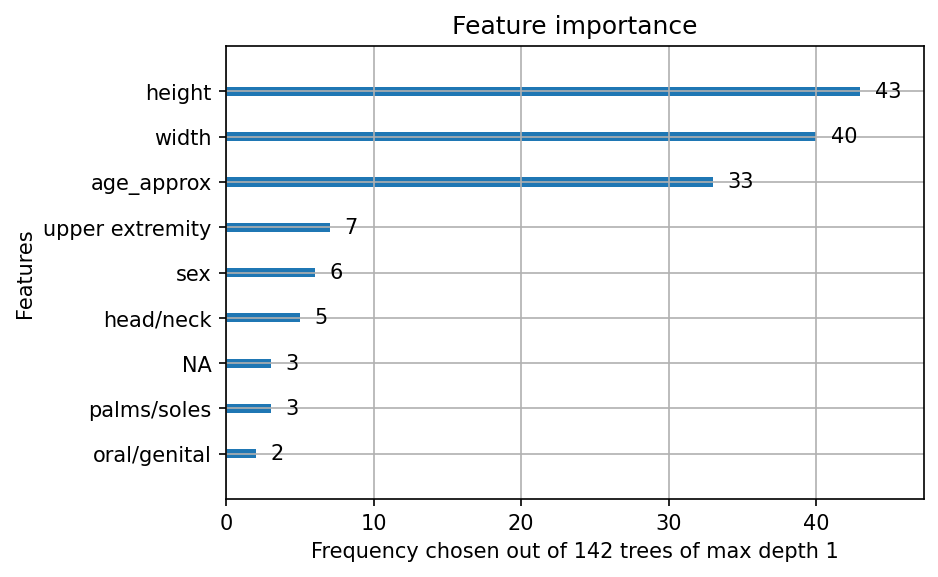 Feature importance
Features
height 43
width 40
age_approx 33
upper extremity 7
sex 6
head/neck 5
NA 3
palms/soles 3
oral/genital 2
0 10 20 30 40
Frequency chosen out of 142 trees of max depth 1